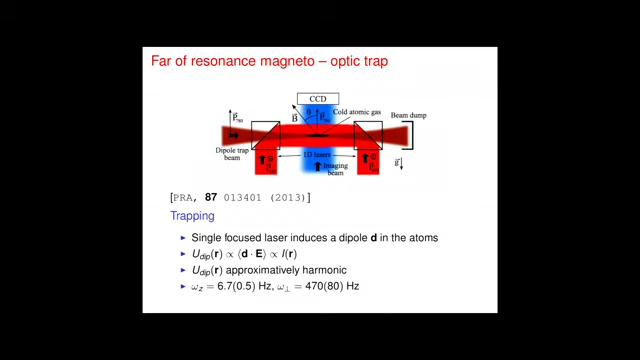 Far of resonance magneto – optic trap
CCD
Cold atomic gas
Beam dump
B
θ
Dipole trap
beam
1D lasers
Imaging
beam
g
[PRA, 87 013401 (2013)]
Trapping
Single focused laser induces a dipole d in the atoms
U_dip(r) ∝ ⟨d · E⟩ ∝ I(r)
U_dip(r) approximatively harmonic
ω_z = 6.7(0.5) Hz, ω_⊥ = 470(80) Hz